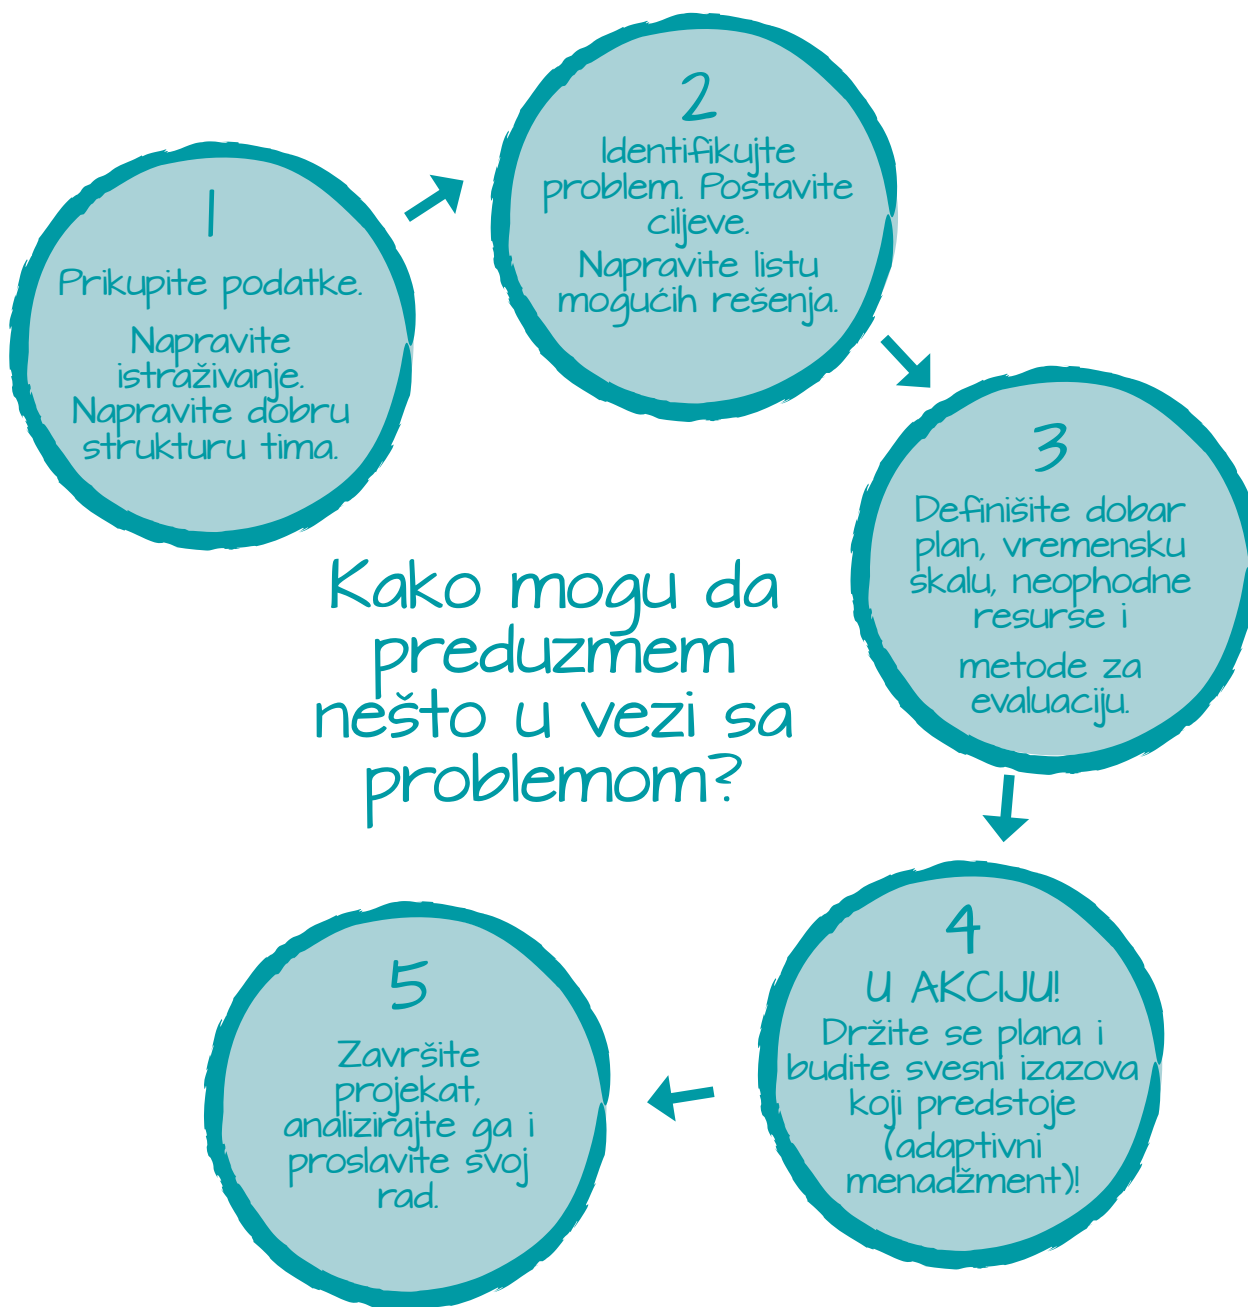 1
Prikupite podatke.
Napravite
istraživanje.
Napravite dobru
strukturu tima.
2
Identifikujte
problem. Postavite
ciljeve.
Napravite listu
mogućih rešenja.
3
Definišite dobar
plan, vremensku
skalu, neophodne
resurse i
metode za
evaluaciju.
Kako mogu da
preduzmem
nešto u vezi sa
problemom?
4
U AKCIJU!
Držite se plana i
budite svesni izazova
koji predstoje
(adaptivni
menadžment)!
5
Završite
projekat,
analizirajte ga i
proslavite svoj
rad.